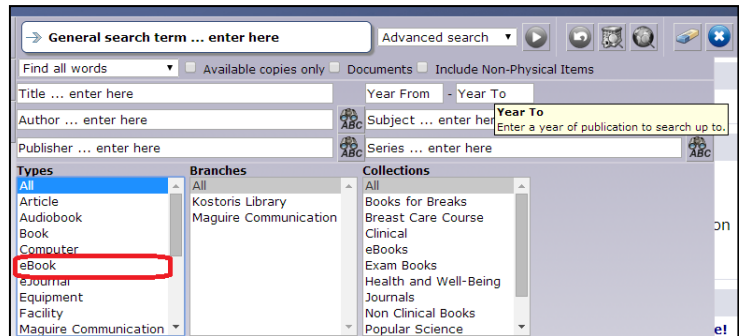 General search term ... enter here
Advanced search
Find all words
Available copies only
Documents
Include Non-Physical Items
Title ... enter here
Year From - Year To
Author ... enter here
ABC
Subject ... enter her
Year To
Enter a year of publication to search up to.
Publisher ... enter here
ABC
Series ... enter here
ABC
Types
All
Article
Audiobook
Book
Computer
eBook
eJournal
Equipment
Facility
Maguire Communication
Branches
All
Kostoris Library
Maguire Communication
Collections
All
Books for Breaks
Breast Care Course
Clinical
eBooks
Exam Books
Health and Well-Being
Journals
Non Clinical Books
Popular Science
on
e!